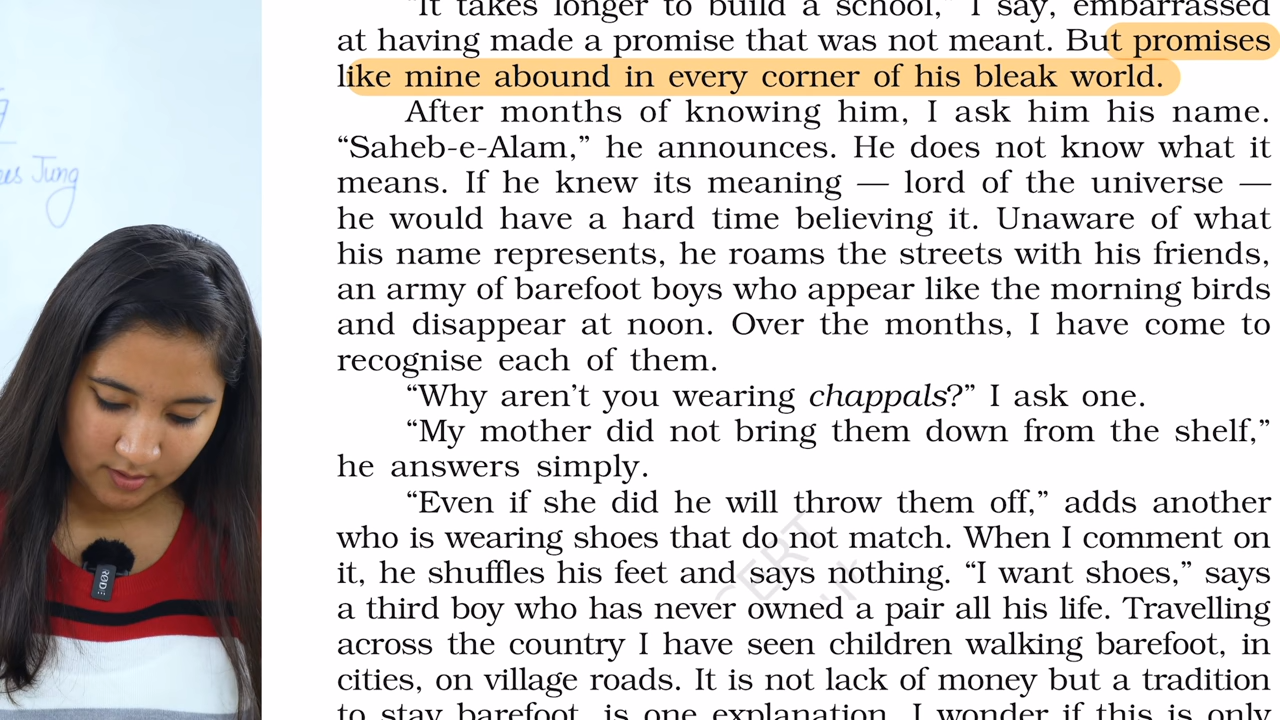 "It takes longer to build a school," I say, embarrassed
at having made a promise that was not meant. But promises
like mine abound in every corner of his bleak world.
After months of knowing him, I ask him his name.
“Saheb-e-Alam,” he announces. He does not know what it
means. If he knew its meaning — lord of the universe —
he would have a hard time believing it. Unaware of what
his name represents, he roams the streets with his friends,
an army of barefoot boys who appear like the morning birds
and disappear at noon. Over the months, I have come to
recognise each of them.
“Why aren’t you wearing chappals?” I ask one.
“My mother did not bring them down from the shelf,”
he answers simply.
“Even if she did he will throw them off,” adds another
who is wearing shoes that do not match. When I comment on
it, he shuffles his feet and says nothing. “I want shoes,” says
a third boy who has never owned a pair all his life. Travelling
across the country I have seen children walking barefoot, in
cities, on village roads. It is not lack of money but a tradition
to stay barefoot, is one explanation. I wonder if this is only
Jung
RODE